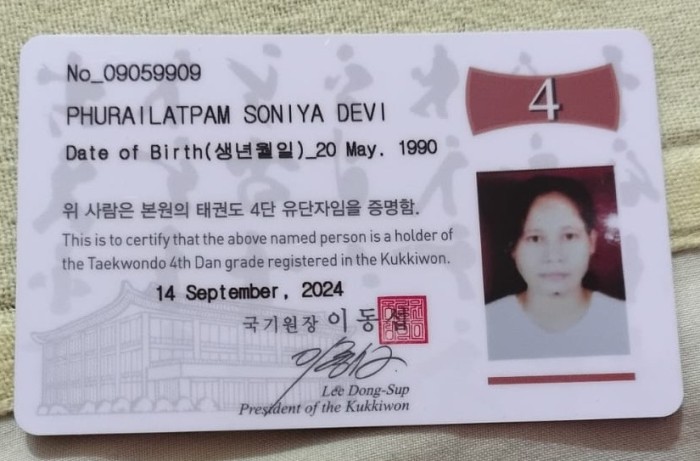 No_09059909
4
PHURAILATPAM SONIYA DEVI
Date of Birth(생년월일)_20 May. 1990
위 사람은 본원의 태권도 4단 유단자임을 증명함.
This is to certify that the above named person is a holder of
the Taekwondo 4th Dan grade registered in the Kukkiwon.
14 September, 2024
국기원장 이동섭
Lee Dong-Sup
President of the Kukkiwon